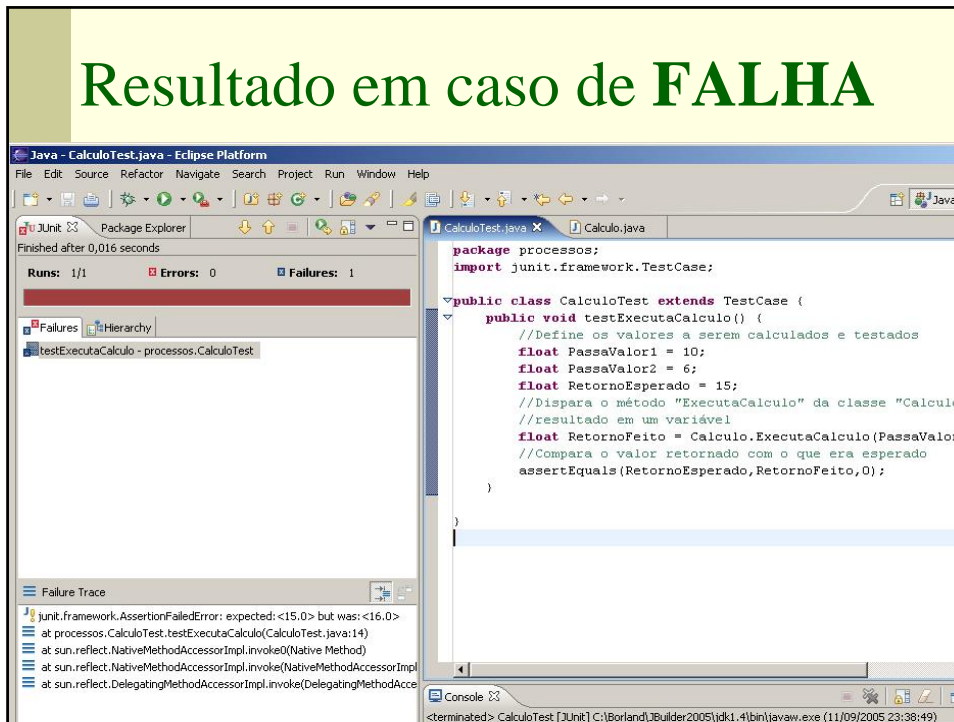 Resultado em caso de FALHA
Java - CalculoTest.java - Eclipse Platform
File Edit Source Refactor Navigate Search Project Run Window Help
Java
JUnit Package Explorer
Finished after 0,016 seconds
Runs: 1/1 Errors: 0 Failures: 1
Failures Hierarchy
testExecutaCalculo - processos.CalculoTest
Failure Trace
junit.framework.AssertionFailedError: expected:<15.0> but was:<16.0>
at processos.CalculoTest.testExecutaCalculo(CalculoTest.java:14)
at sun.reflect.NativeMethodAccessorImpl.invoke0(Native Method)
at sun.reflect.NativeMethodAccessorImpl.invoke(NativeMethodAccessorImpl
at sun.reflect.DelegatingMethodAccessorImpl.invoke(DelegatingMethodAcce
CalculoTest.java Calculo.java
package processos;
import junit.framework.TestCase;
public class CalculoTest extends TestCase {
public void testExecutaCalculo() {
//Define os valores a serem calculados e testados
float PassaValor1 = 10;
float PassaValor2 = 6;
float RetornoEsperado = 15;
//Dispara o método "ExecutaCalculo" da classe "Calculo
//resultado em um variável
float RetornoFeito = Calculo.ExecutaCalculo(PassaValor
//Compara o valor retornado com o que era esperado
assertEquals(RetornoEsperado,RetornoFeito,0);
}
}
Console
<terminated> CalculoTest [JUnit] C:\Borland\JBuilder2005\jdk1.4\bin\javaw.exe (11/09/2005 23:38:49)